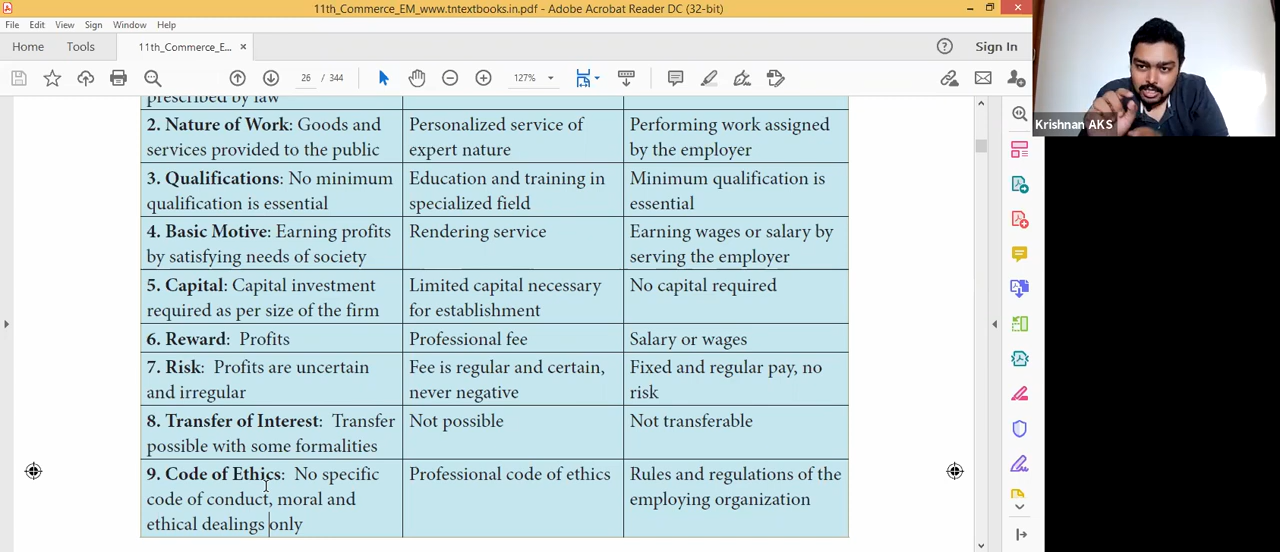 11th_Commerce_EM_www.tntextbooks.in.pdf - Adobe Acrobat Reader DC (32-bit)
File Edit View Sign Window Help
Home Tools 11th_Commerce_E... × Sign In
26 / 344 127%
Krishnan AKS
prescribed by law
2. Nature of Work: Goods and
services provided to the public
Personalized service of
expert nature
Performing work assigned
by the employer
3. Qualifications: No minimum
qualification is essential
Education and training in
specialized field
Minimum qualification is
essential
4. Basic Motive: Earning profits
by satisfying needs of society
Rendering service
Earning wages or salary by
serving the employer
5. Capital: Capital investment
required as per size of the firm
Limited capital necessary
for establishment
No capital required
6. Reward: Profits
Professional fee
Salary or wages
7. Risk: Profits are uncertain
and irregular
Fee is regular and certain,
never negative
Fixed and regular pay, no
risk
8. Transfer of Interest: Transfer
possible with some formalities
Not possible
Not transferable
9. Code of Ethics: No specific
code of conduct, moral and
ethical dealings only
Professional code of ethics
Rules and regulations of the
employing organization